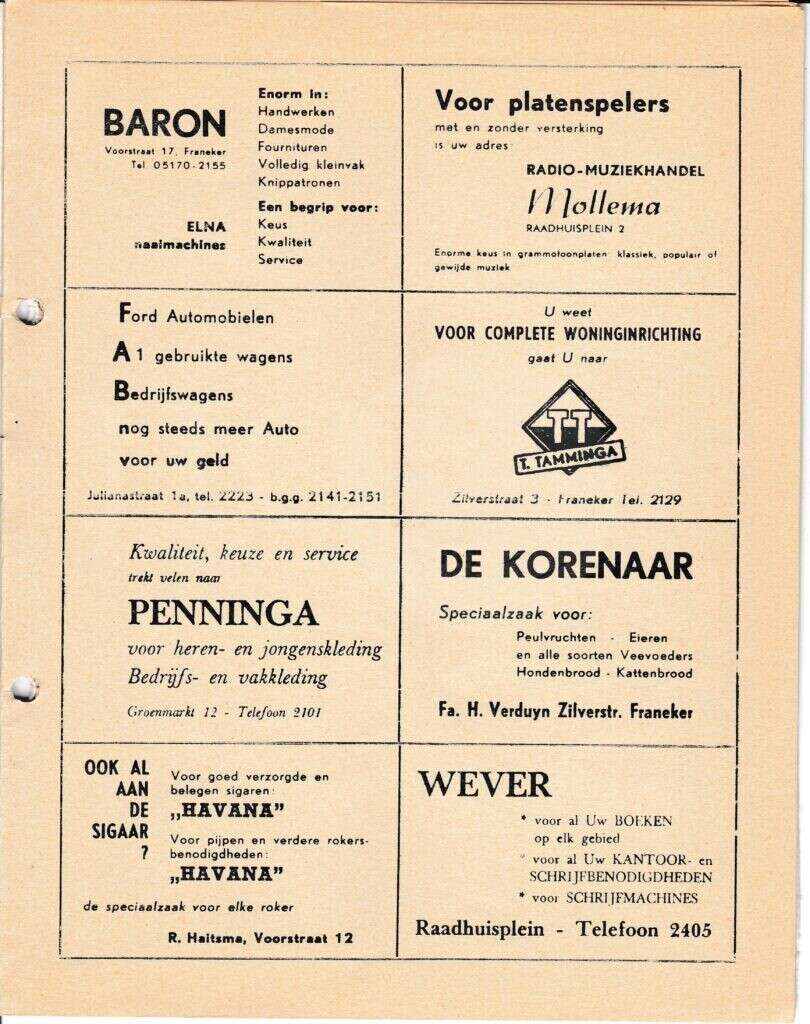 BARON
Voorstraat 17, Franeker
Tel. 05170-2155
ELNA
naaimachines
Enorm in:
Handwerken
Damesmode
Fournituren
Volledig kleinvak
Knippatronen
Een begrip voor:
Keus
Kwaliteit
Service
Voor platenspelers
met en zonder versterking
is uw adres
RADIO-MUZIEKHANDEL
Mollema
RAADHUISPLEIN 2
Enorme keus in grammofoonplaten klassiek, populair of
gewijde muziek
Ford Automobielen
A 1 gebruikte wagens
Bedrijfswagens
nog steeds meer Auto
voor uw geld
Julianastraat 1a, tel. 2223 - b.g.g. 2141-2151
U weet
VOOR COMPLETE WONINGINRICHTING
gaat U naar
TT
T. TAMMINGA
Zilverstraat 3 - Franeker Tel. 2129
Kwaliteit, keuze en service
trekt velen naar
PENNINGA
voor heren- en jongenskleding
Bedrijfs- en vakkleding
Groenmarkt 12 - Telefoon 2101
DE KORENAAR
Speciaalzaak voor:
Peulvruchten - Eieren
en alle soorten Veevoeders
Hondenbrood - Kattenbrood
Fa. H. Verduyn Zilverstr. Franeker
OOK AL
AAN
DE
SIGAAR
?
Voor goed verzorgde en
belegen sigaren:
„HAVANA”
Voor pijpen en verdere rokers-
benodigdheden:
„HAVANA”
de speciaalzaak voor elke roker
R. Haitsma, Voorstraat 12
WEVER
* voor al Uw BOEKEN
op elk gebied
* voor al Uw KANTOOR- en
SCHRIJFBENODIGDHEDEN
* voor SCHRIJFMACHINES
Raadhuisplein - Telefoon 2405